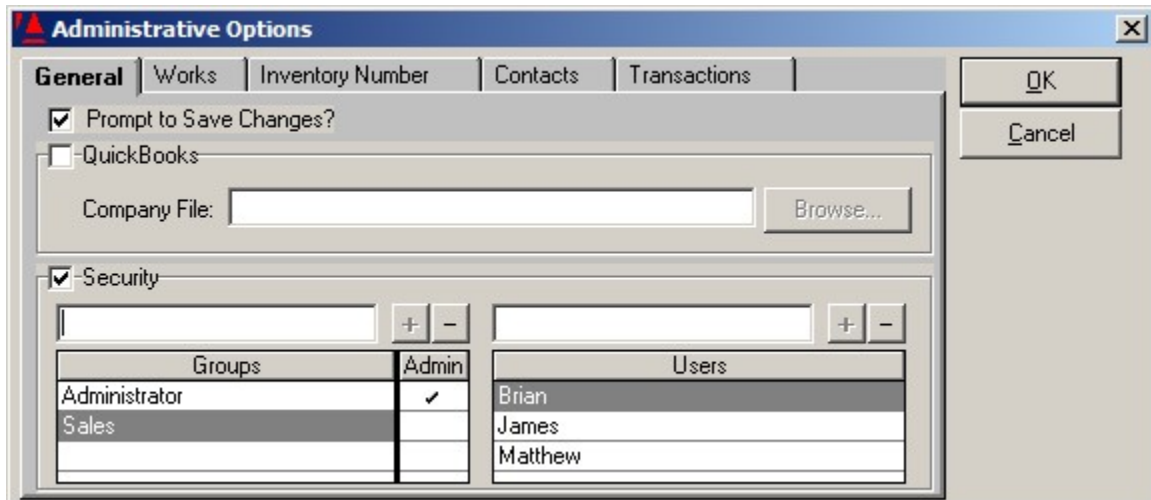 Administrative Options
General Works Inventory Number Contacts Transactions
OK
Cancel
Prompt to Save Changes?
QuickBooks
Company File: Browse...
Security
+ - + -
Groups Admin Users
Administrator Brian
Sales James
Matthew